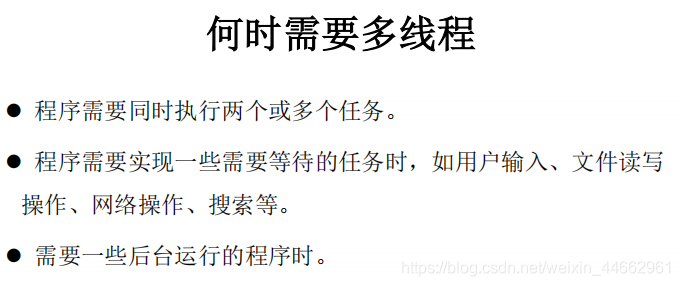 何时需要多线程
● 程序需要同时执行两个或多个任务。
● 程序需要实现一些需要等待的任务时，如用户输入、文件读写
操作、网络操作、搜索等。
● 需要一些后台运行的程序时。
https://blog.csdn.net/weixin_44662961